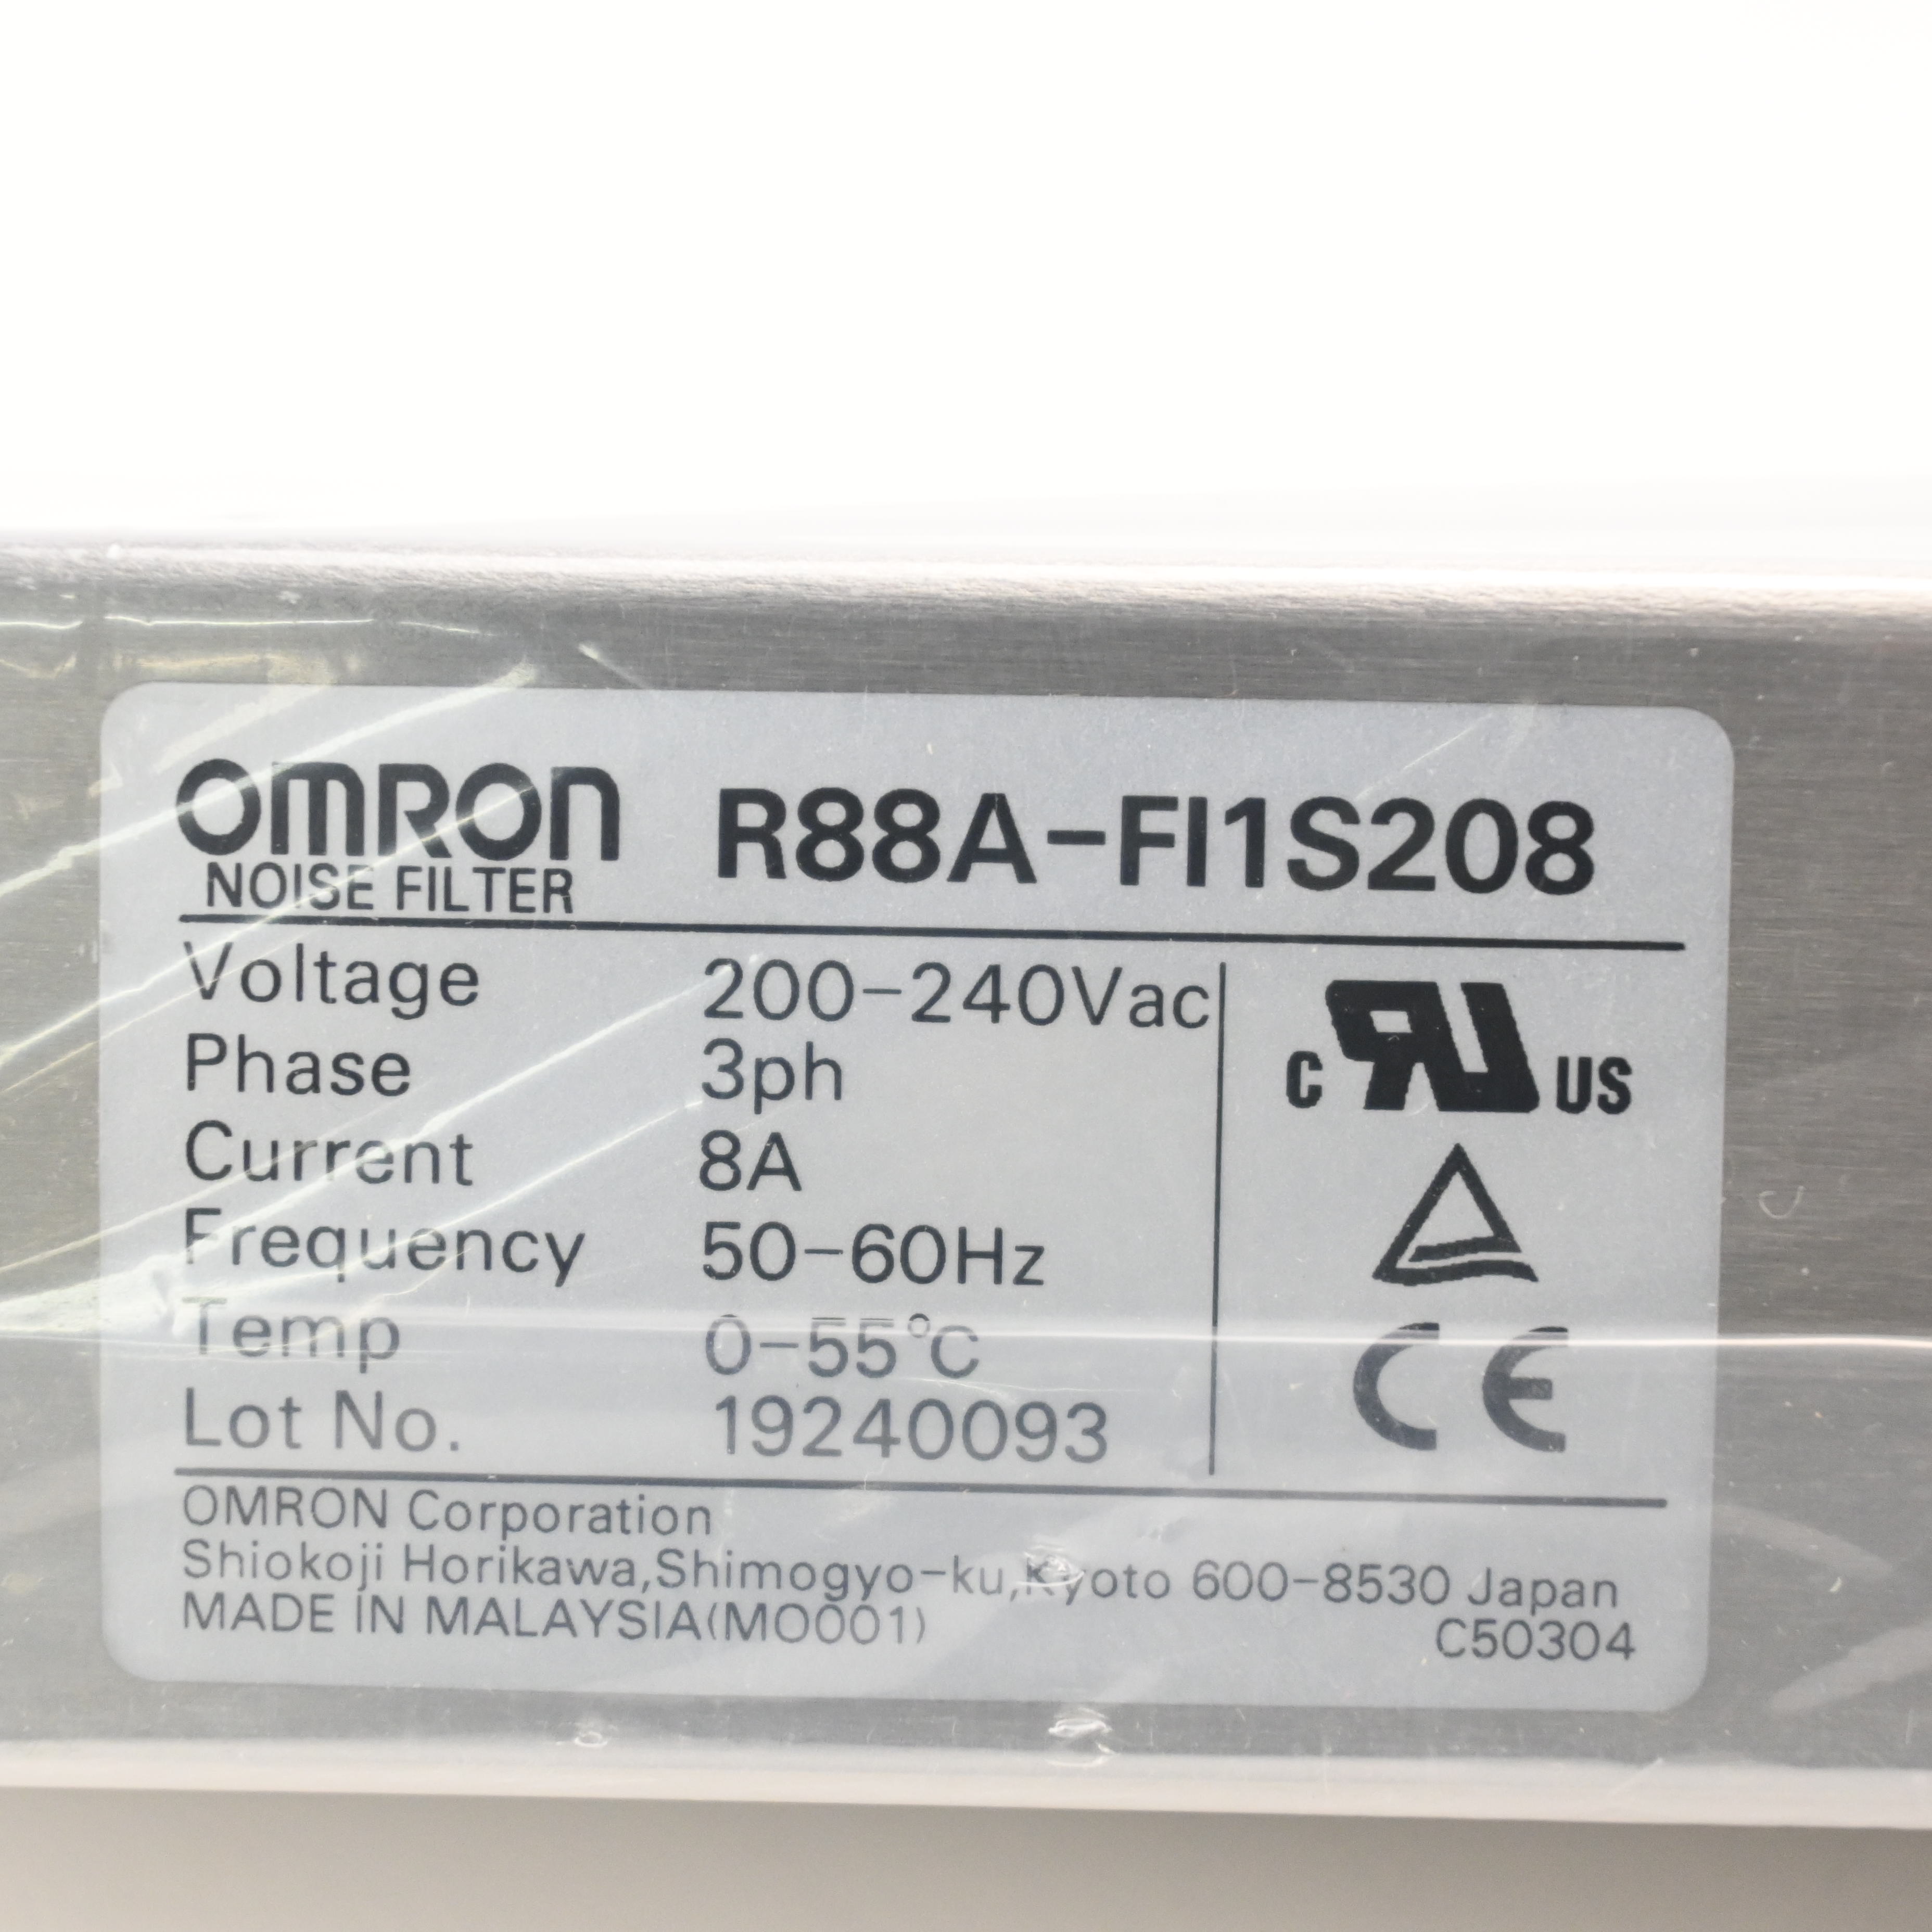 OMRON R88A-FI1S208
NOISE FILTER
Voltage 200-240Vac
Phase 3ph
Current 8A
Frequency 50-60Hz
Temp 0-55°C
Lot No. 19240093
c RU US
CE
OMRON Corporation
Shiokoji Horikawa,Shimogyo-ku,Kyoto 600-8530 Japan
MADE IN MALAYSIA(MO001)
C50304